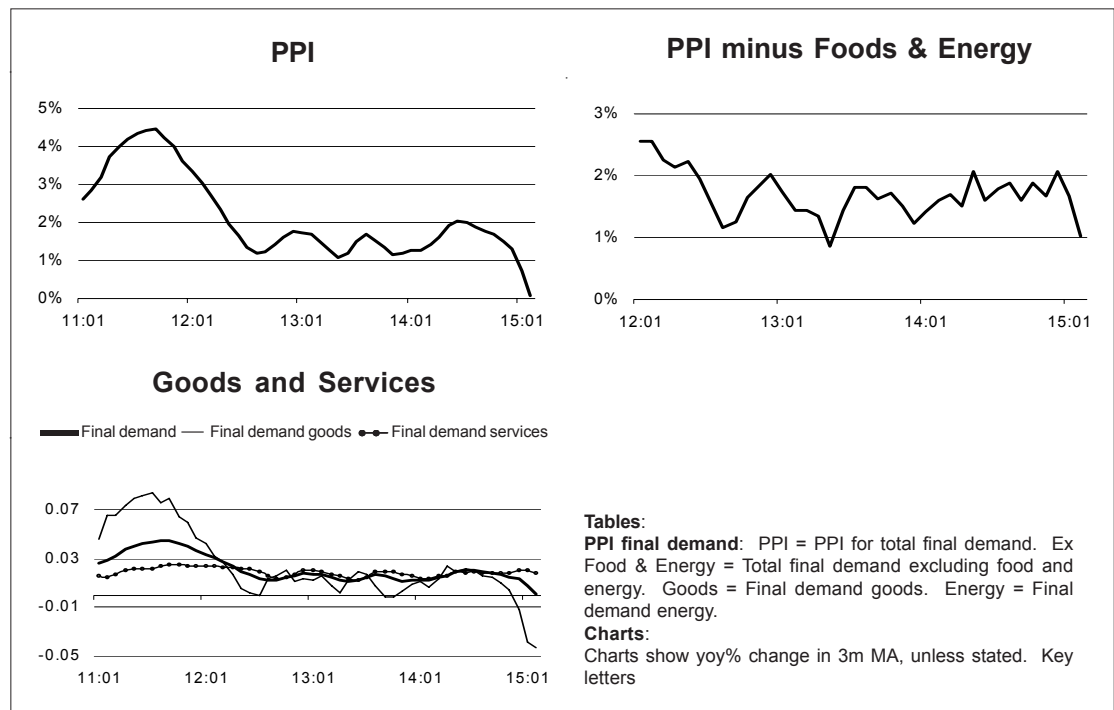 PPI
5%
4%
3%
2%
1%
0%
11:01 12:01 13:01 14:01 15:01
PPI minus Foods & Energy
3%
2%
1%
0%
12:01 13:01 14:01 15:01
Goods and Services
Final demand Final demand goods Final demand services
0.07
0.03
-0.01
-0.05
11:01 12:01 13:01 14:01 15:01
Tables:
PPI final demand: PPI = PPI for total final demand. Ex
Food & Energy = Total final demand excluding food and
energy. Goods = Final demand goods. Energy = Final
demand energy.
Charts:
Charts show yoy% change in 3m MA, unless stated. Key
letters